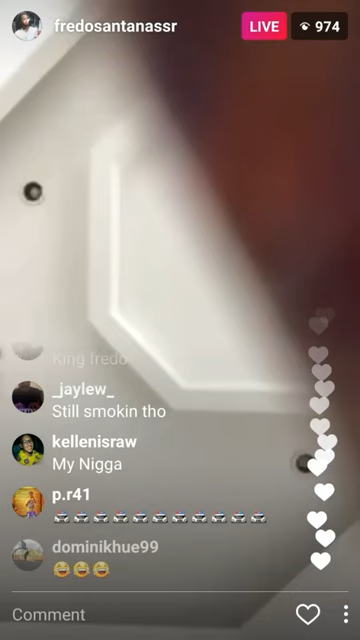 fredosantanassr
LIVE
974
King fredo
_jaylew_
Still smokin tho
kellenisraw
My Nigga
p.r41
🚓🚓🚓🚓🚓🚓🚓🚓🚓🚓🚓
dominikhue99
😂😂😂
Comment